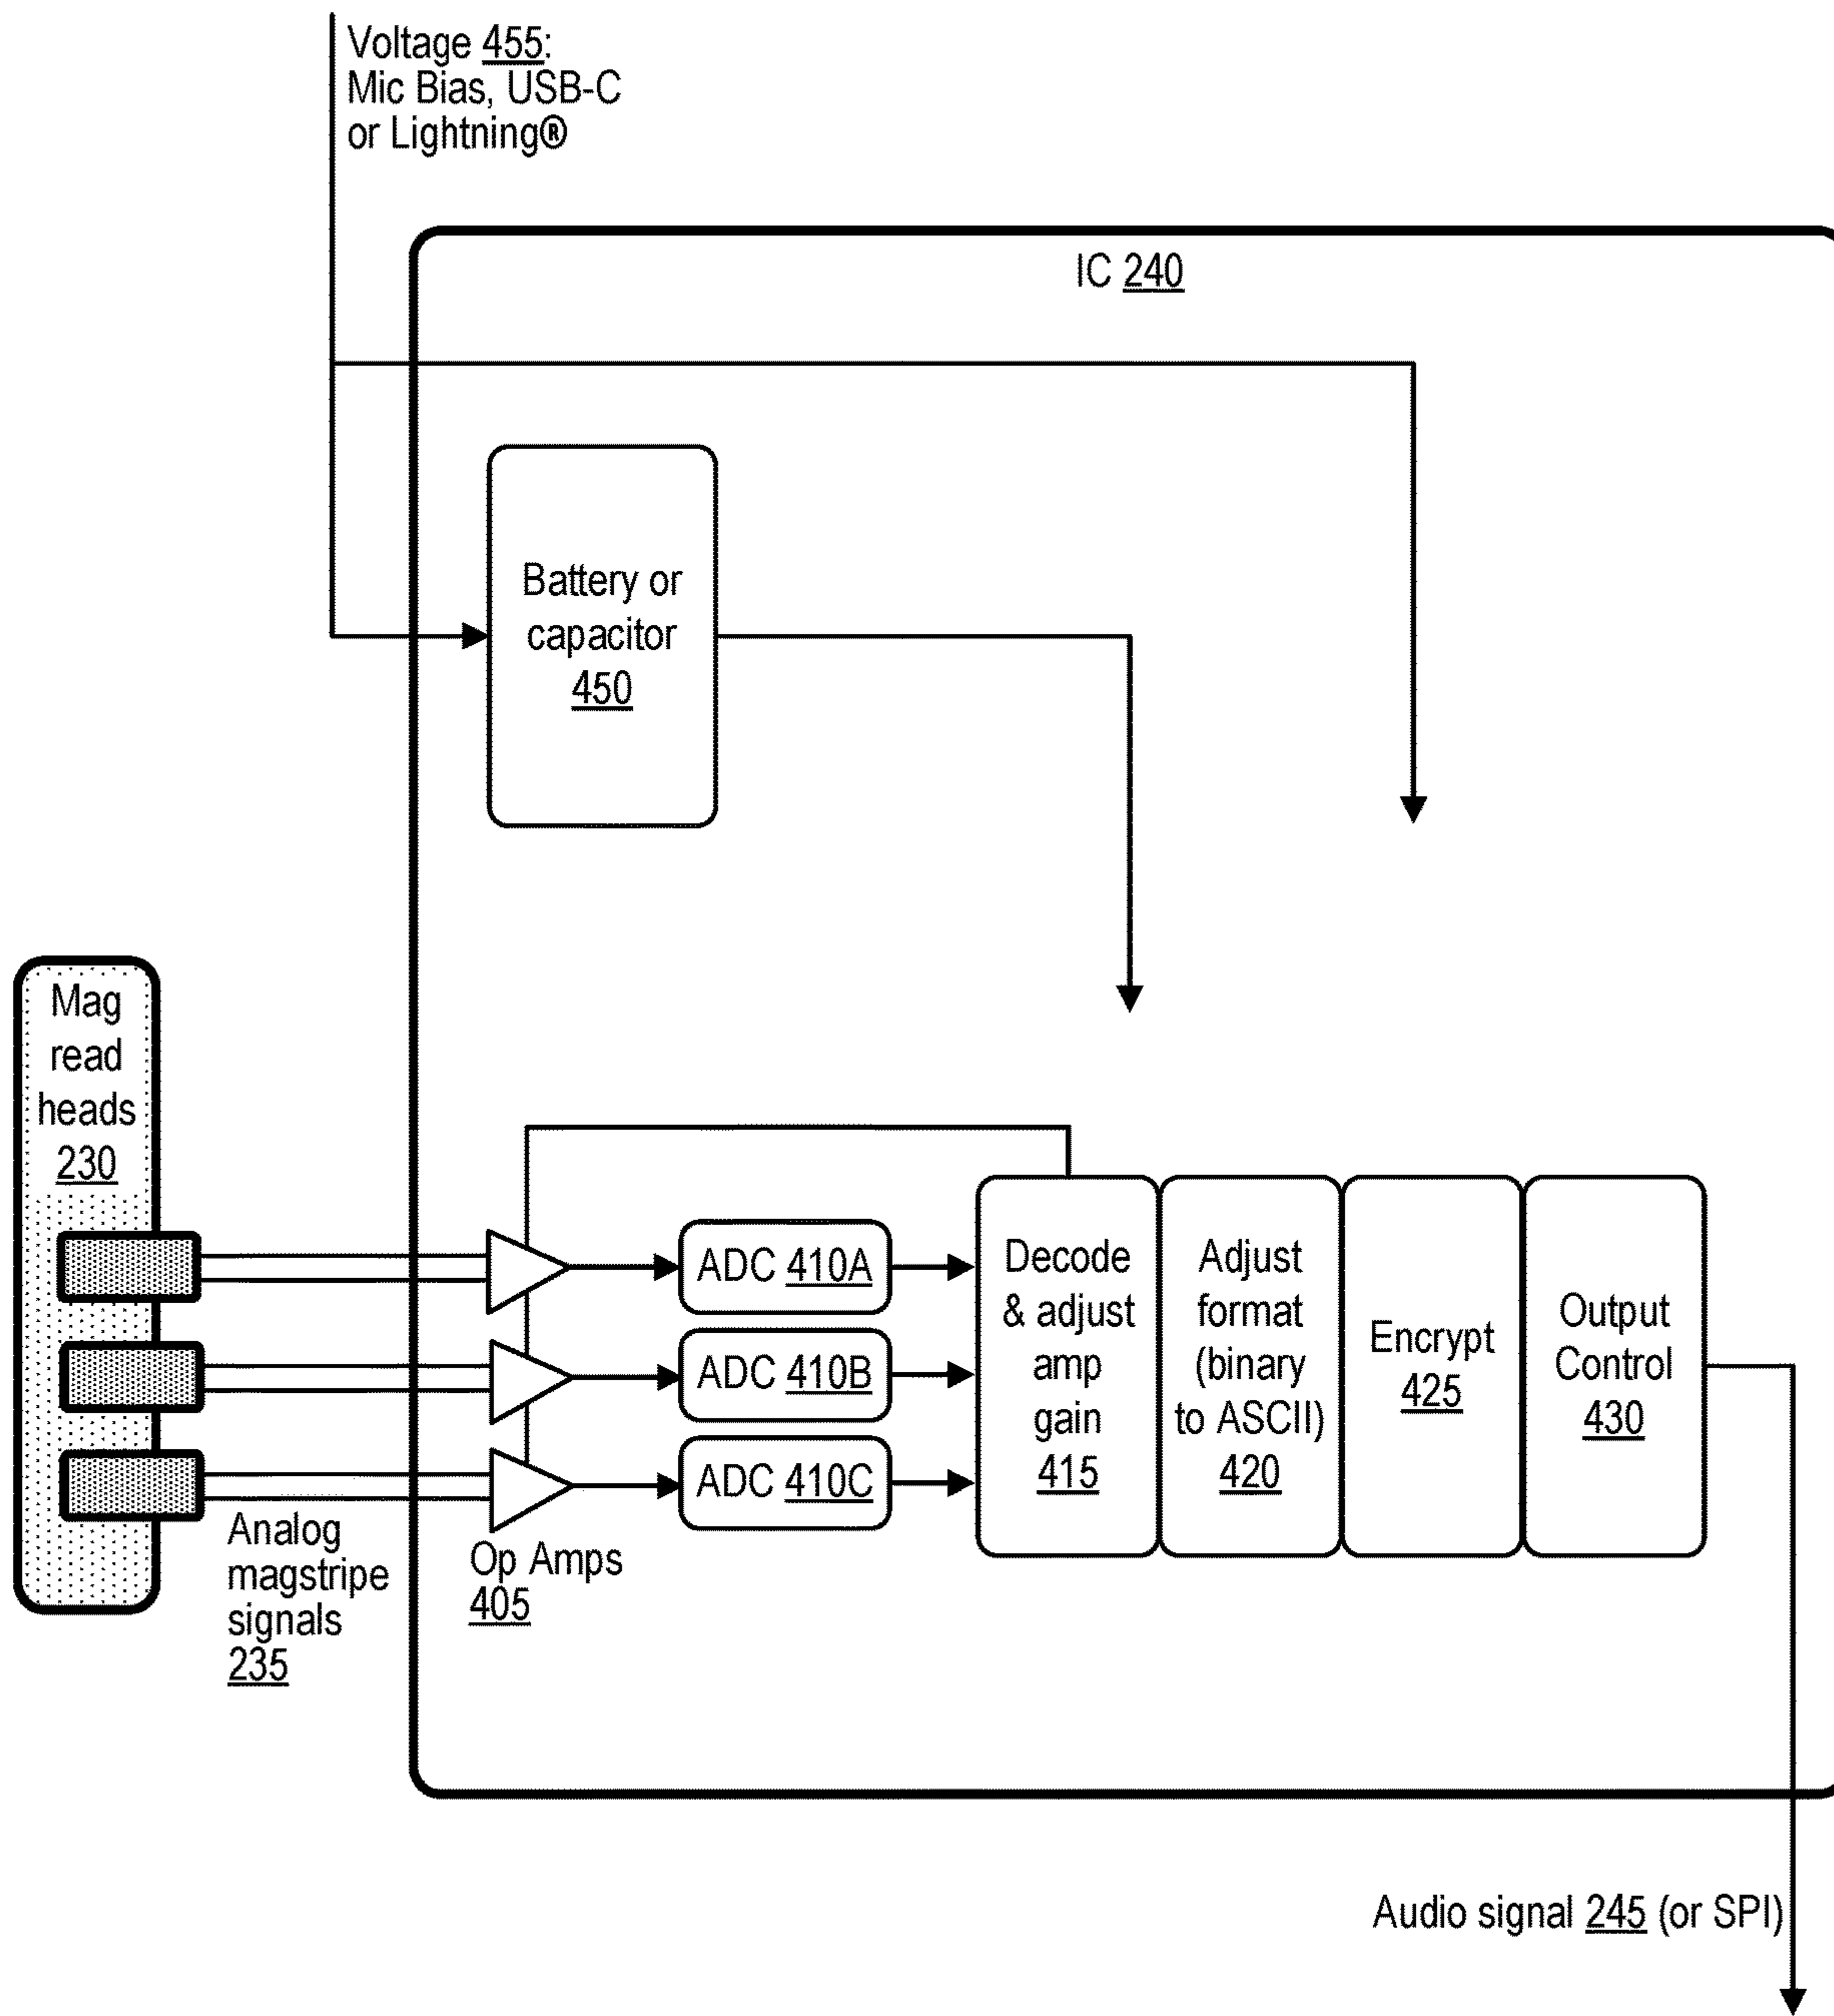 Voltage 455:
Mic Bias, USB-C
or Lightning®
IC 240
Battery or
capacitor
450
Mag
read
heads
230
Analog
magstripe
signals
235
Op Amps
405
ADC 410A
ADC 410B
ADC 410C
Decode
& adjust
amp
gain
415
Adjust
format
(binary
to ASCII)
420
Encrypt
425
Output
Control
430
Audio signal 245 (or SPI)